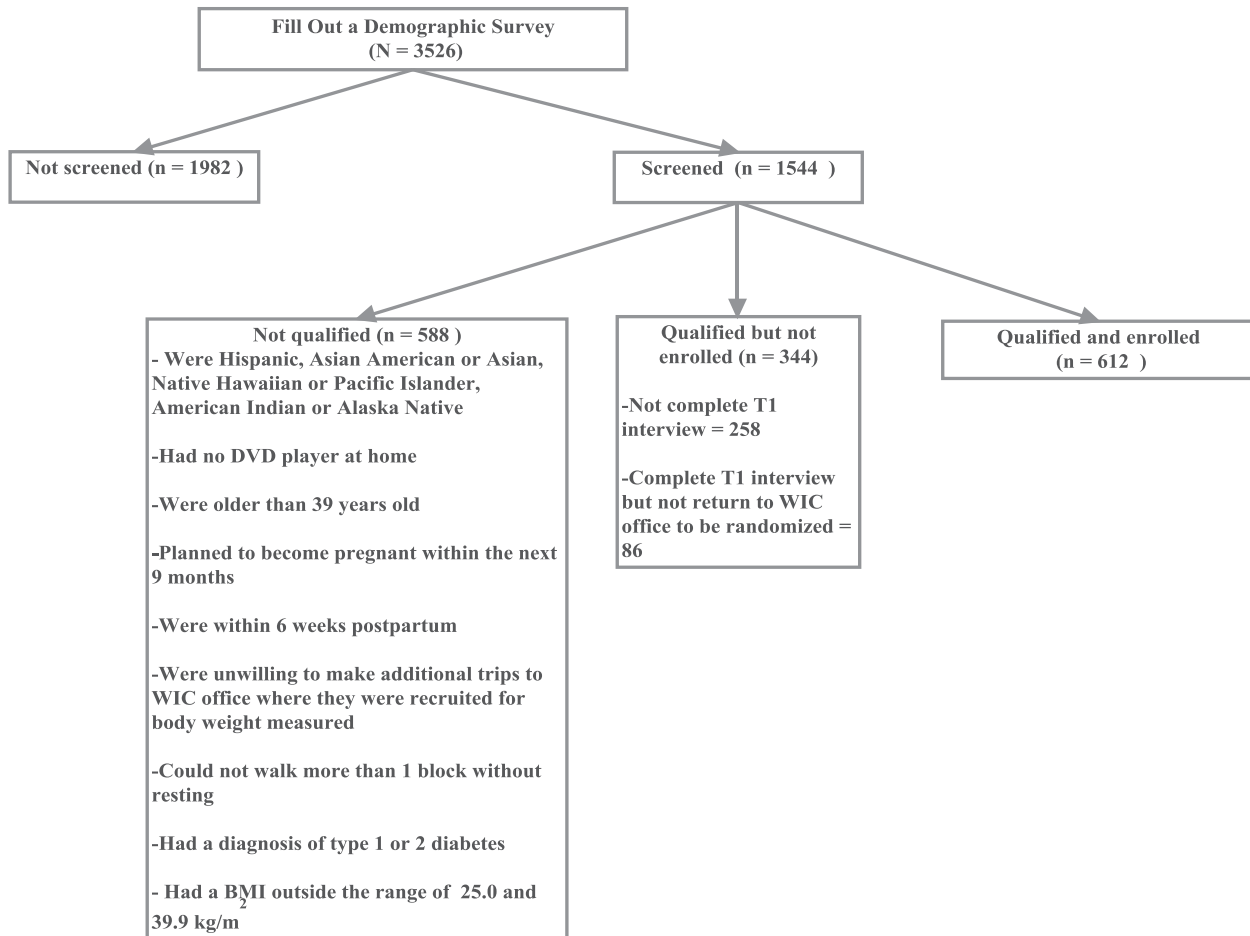 Fill Out a Demographic Survey
(N = 3526)
Not screened (n = 1982 )
Screened (n = 1544 )
Not qualified (n = 588 )
- Were Hispanic, Asian American or Asian,
Native Hawaiian or Pacific Islander,
American Indian or Alaska Native
-Had no DVD player at home
-Were older than 39 years old
-Planned to become pregnant within the next
9 months
-Were within 6 weeks postpartum
-Were unwilling to make additional trips to
WIC office where they were recruited for
body weight measured
-Could not walk more than 1 block without
resting
-Had a diagnosis of type 1 or 2 diabetes
- Had a BMI outside the range of 25.0 and
39.9 kg/m2
Qualified but not
enrolled (n = 344)
-Not complete T1
interview = 258
-Complete T1 interview
but not return to WIC
office to be randomized =
86
Qualified and enrolled
(n = 612 )